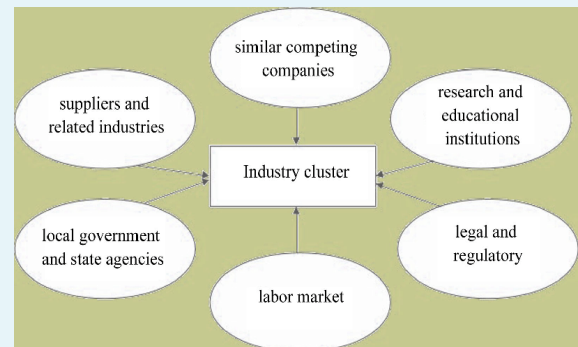 similar competing
companies
suppliers and
related industries
research and
educational
institutions
Industry cluster
local government
and state agencies
legal and
regulatory
labor market